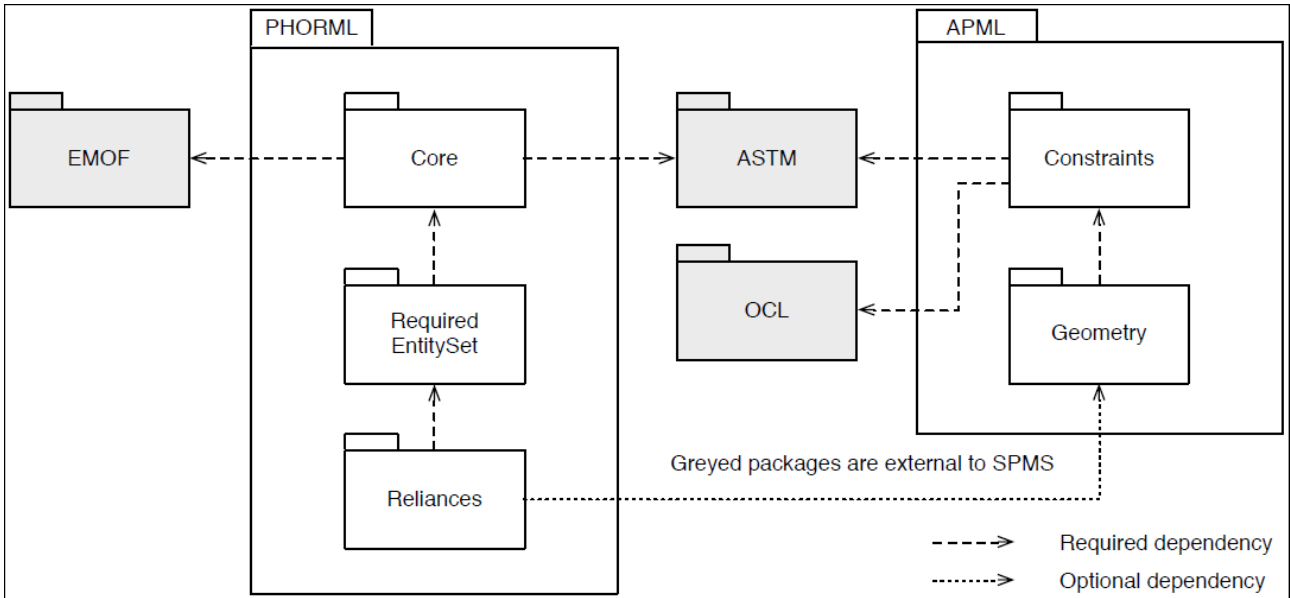 PHORML
APML
EMOF
Core
ASTM
Constraints
Required
EntitySet
OCL
Geometry
Reliances
Greyed packages are external to SPMS
Required dependency
Optional dependency